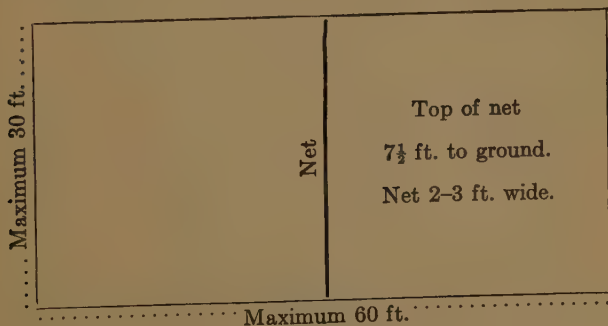 Maximum 30 ft.
Net
Top of net
7½ ft. to ground.
Net 2–3 ft. wide.
Maximum 60 ft.